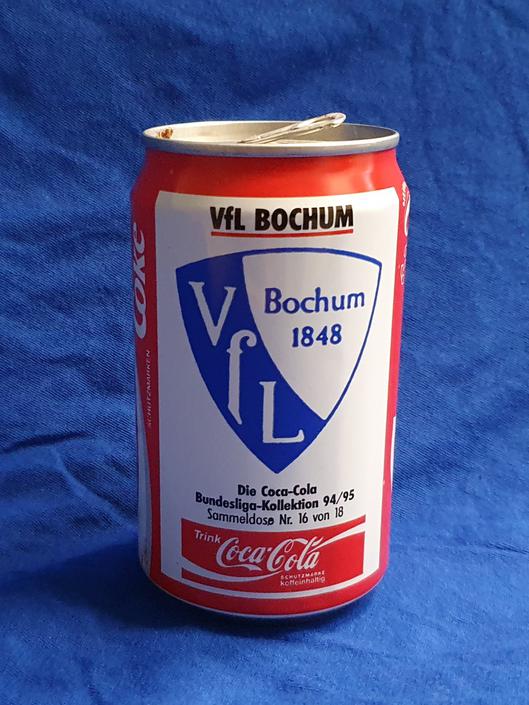 VfL BOCHUM
VfL
Bochum
1848
Die Coca-Cola
Bundesliga-Kollektion 94/95
Sammeldose Nr. 16 von 18
Trink
Coca-Cola
SCHUTZMARKE
koffeinhaltig
Coke
SCHUTZMARKEN